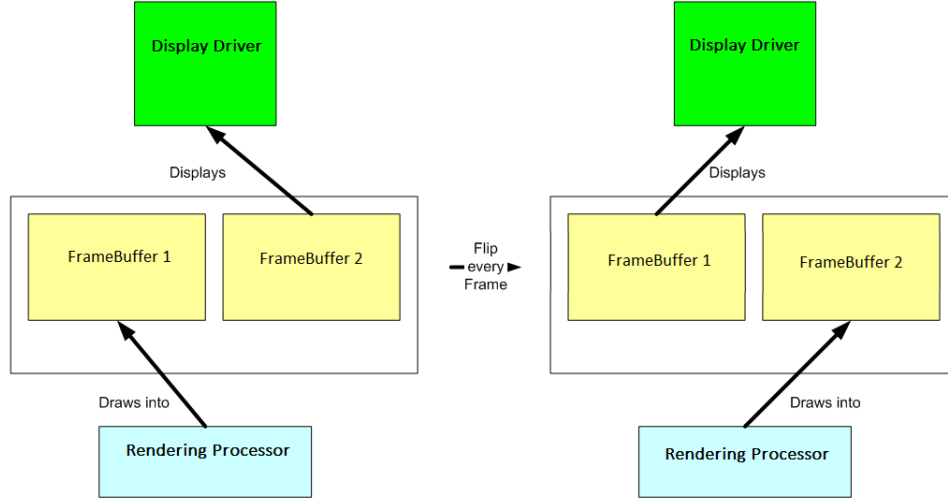 Display Driver
Displays
FrameBuffer 1
FrameBuffer 2
Draws into
Rendering Processor
Flip
every
Frame
Display Driver
Displays
FrameBuffer 1
FrameBuffer 2
Draws into
Rendering Processor